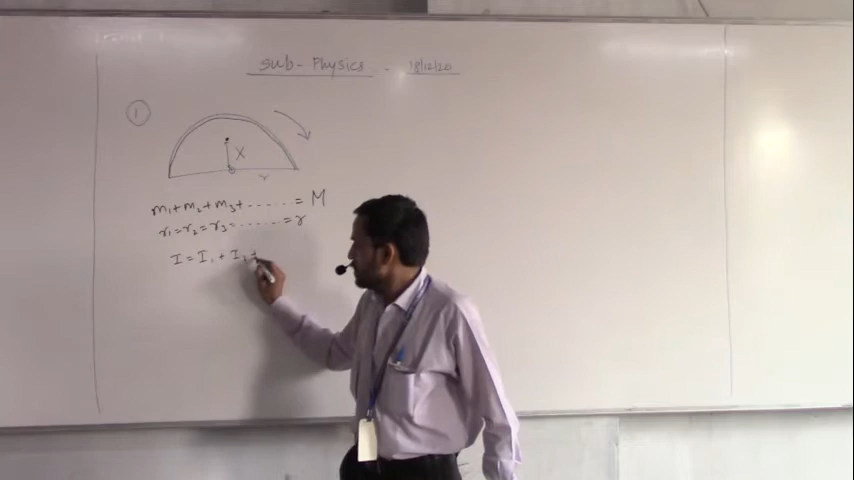 Sub - Physics - 18/12/20
1
X
r
m₁+m₂+m₃+......= M
r₁=r₂=r₃=......=r
I = I₁ + I₂ +